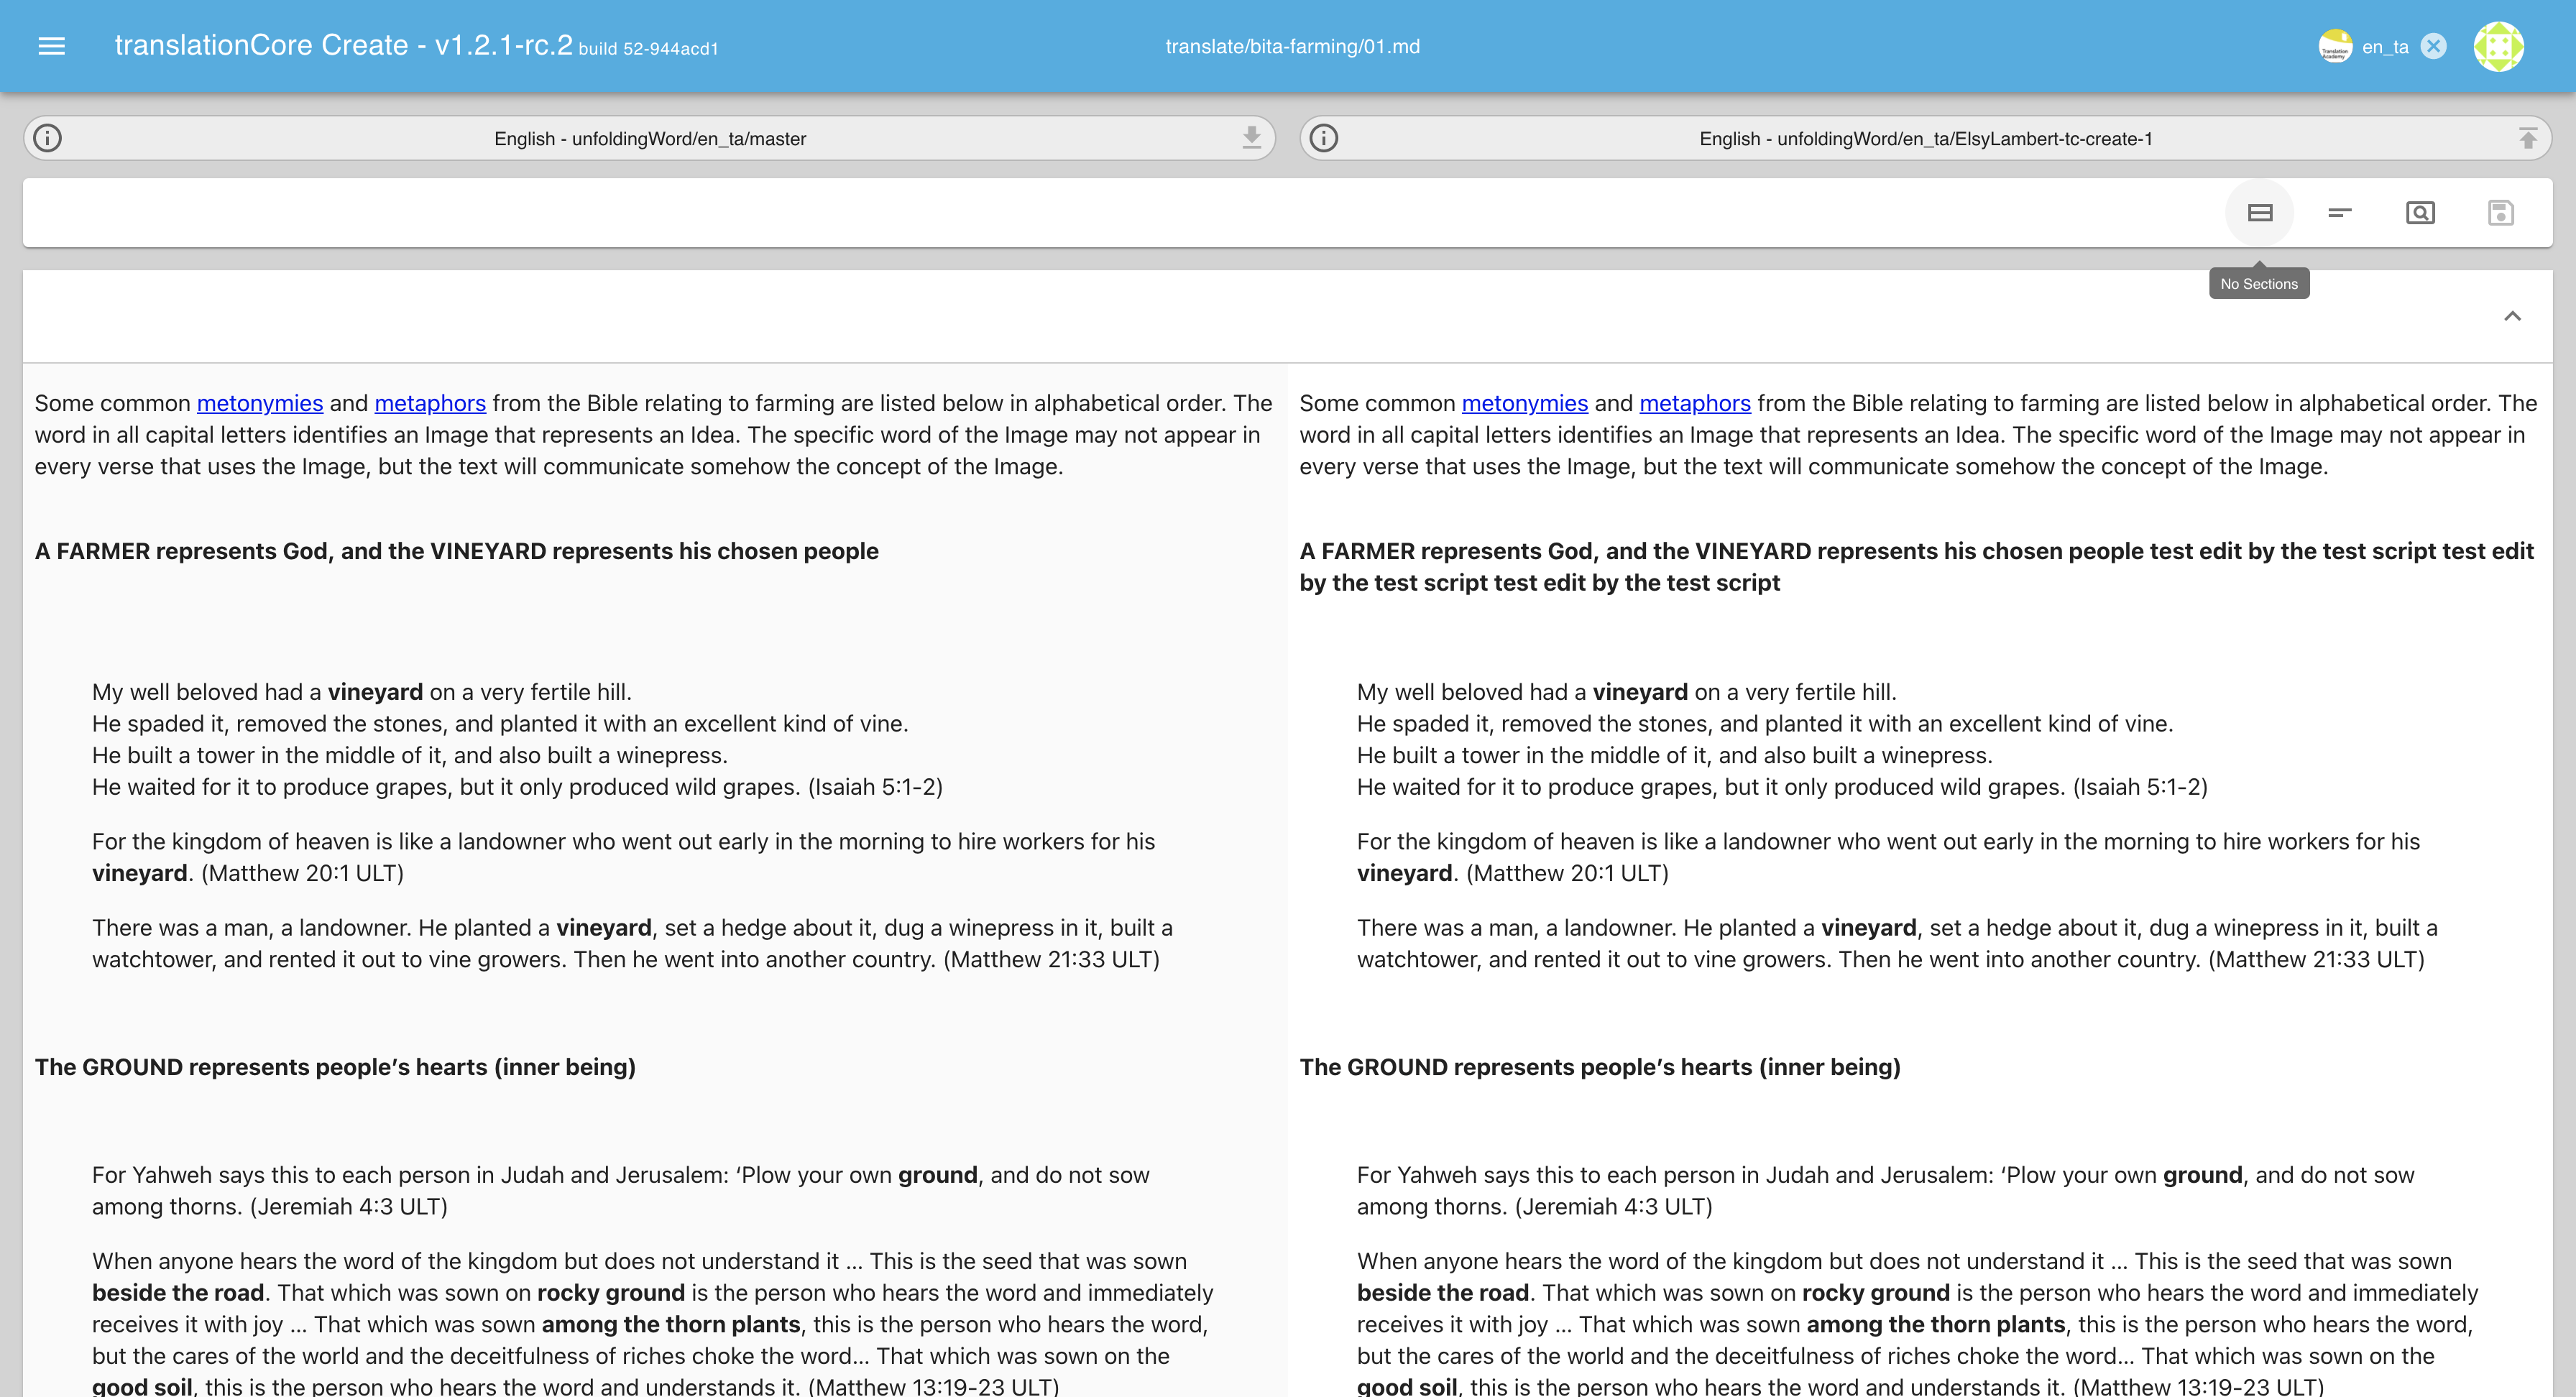 translationCore Create - v1.2.1-rc.2 build 52-944acd1
translate/bita-farming/01.md
Translation Academy
en_ta
English - unfoldingWord/en_ta/master
English - unfoldingWord/en_ta/ElsyLambert-tc-create-1
No Sections
Some common metonymies and metaphors from the Bible relating to farming are listed below in alphabetical order. The
word in all capital letters identifies an Image that represents an Idea. The specific word of the Image may not appear in
every verse that uses the Image, but the text will communicate somehow the concept of the Image.
A FARMER represents God, and the VINEYARD represents his chosen people
My well beloved had a vineyard on a very fertile hill.
He spaded it, removed the stones, and planted it with an excellent kind of vine.
He built a tower in the middle of it, and also built a winepress.
He waited for it to produce grapes, but it only produced wild grapes. (Isaiah 5:1-2)
For the kingdom of heaven is like a landowner who went out early in the morning to hire workers for his
vineyard. (Matthew 20:1 ULT)
There was a man, a landowner. He planted a vineyard, set a hedge about it, dug a winepress in it, built a
watchtower, and rented it out to vine growers. Then he went into another country. (Matthew 21:33 ULT)
The GROUND represents people’s hearts (inner being)
For Yahweh says this to each person in Judah and Jerusalem: ‘Plow your own ground, and do not sow
among thorns. (Jeremiah 4:3 ULT)
When anyone hears the word of the kingdom but does not understand it ... This is the seed that was sown
beside the road. That which was sown on rocky ground is the person who hears the word and immediately
receives it with joy ... That which was sown among the thorn plants, this is the person who hears the word,
but the cares of the world and the deceitfulness of riches choke the word... That which was sown on the
good soil, this is the person who hears the word and understands it. (Matthew 13:19-23 ULT)
Some common metonymies and metaphors from the Bible relating to farming are listed below in alphabetical order. The
word in all capital letters identifies an Image that represents an Idea. The specific word of the Image may not appear in
every verse that uses the Image, but the text will communicate somehow the concept of the Image.
A FARMER represents God, and the VINEYARD represents his chosen people test edit by the test script test edit
by the test script test edit by the test script
My well beloved had a vineyard on a very fertile hill.
He spaded it, removed the stones, and planted it with an excellent kind of vine.
He built a tower in the middle of it, and also built a winepress.
He waited for it to produce grapes, but it only produced wild grapes. (Isaiah 5:1-2)
For the kingdom of heaven is like a landowner who went out early in the morning to hire workers for his
vineyard. (Matthew 20:1 ULT)
There was a man, a landowner. He planted a vineyard, set a hedge about it, dug a winepress in it, built a
watchtower, and rented it out to vine growers. Then he went into another country. (Matthew 21:33 ULT)
The GROUND represents people’s hearts (inner being)
For Yahweh says this to each person in Judah and Jerusalem: ‘Plow your own ground, and do not sow
among thorns. (Jeremiah 4:3 ULT)
When anyone hears the word of the kingdom but does not understand it ... This is the seed that was sown
beside the road. That which was sown on rocky ground is the person who hears the word and immediately
receives it with joy ... That which was sown among the thorn plants, this is the person who hears the word,
but the cares of the world and the deceitfulness of riches choke the word... That which was sown on the
good soil, this is the person who hears the word and understands it. (Matthew 13:19-23 ULT)